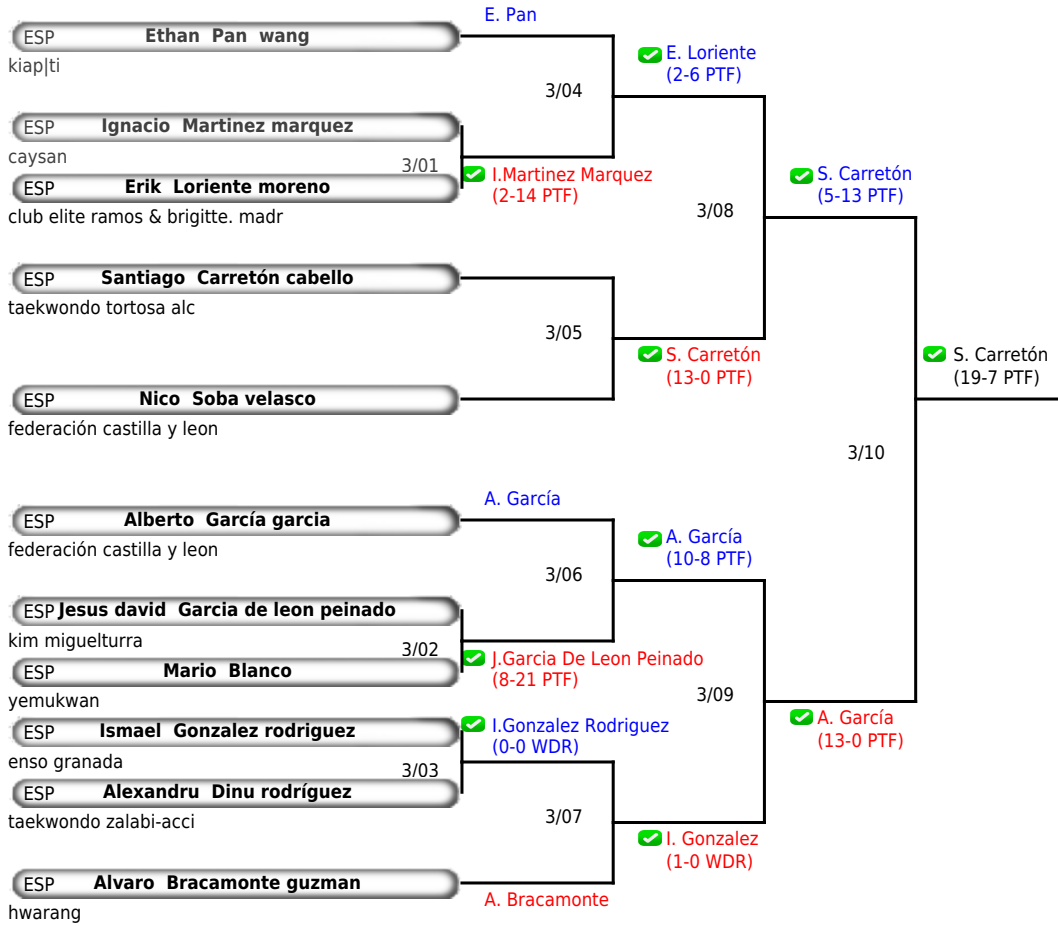 E. Pan
ESP Ethan Pan wang
kiap|ti
3/04
E. Loriente
(2-6 PTF)
ESP Ignacio Martinez marquez
caysan
3/01
I.Martinez Marquez
(2-14 PTF)
ESP Erik Loriente moreno
club elite ramos & brigitte. madr
3/08
S. Carretón
(5-13 PTF)
ESP Santiago Carretón cabello
taekwondo tortosa alc
3/05
S. Carretón
(13-0 PTF)
S. Carretón
(19-7 PTF)
ESP Nico Soba velasco
federación castilla y leon
3/10
A. García
ESP Alberto García garcia
federación castilla y leon
3/06
A. García
(10-8 PTF)
ESP Jesus david Garcia de leon peinado
kim miguelturra
3/02
J.Garcia De Leon Peinado
(8-21 PTF)
ESP Mario Blanco
yemukwan
3/09
A. García
(13-0 PTF)
ESP Ismael Gonzalez rodriguez
I.Gonzalez Rodriguez
(0-0 WDR)
enso granada
3/03
ESP Alexandru Dinu rodríguez
taekwondo zalabi-acci
3/07
I. Gonzalez
(1-0 WDR)
ESP Alvaro Bracamonte guzman
A. Bracamonte
hwarang